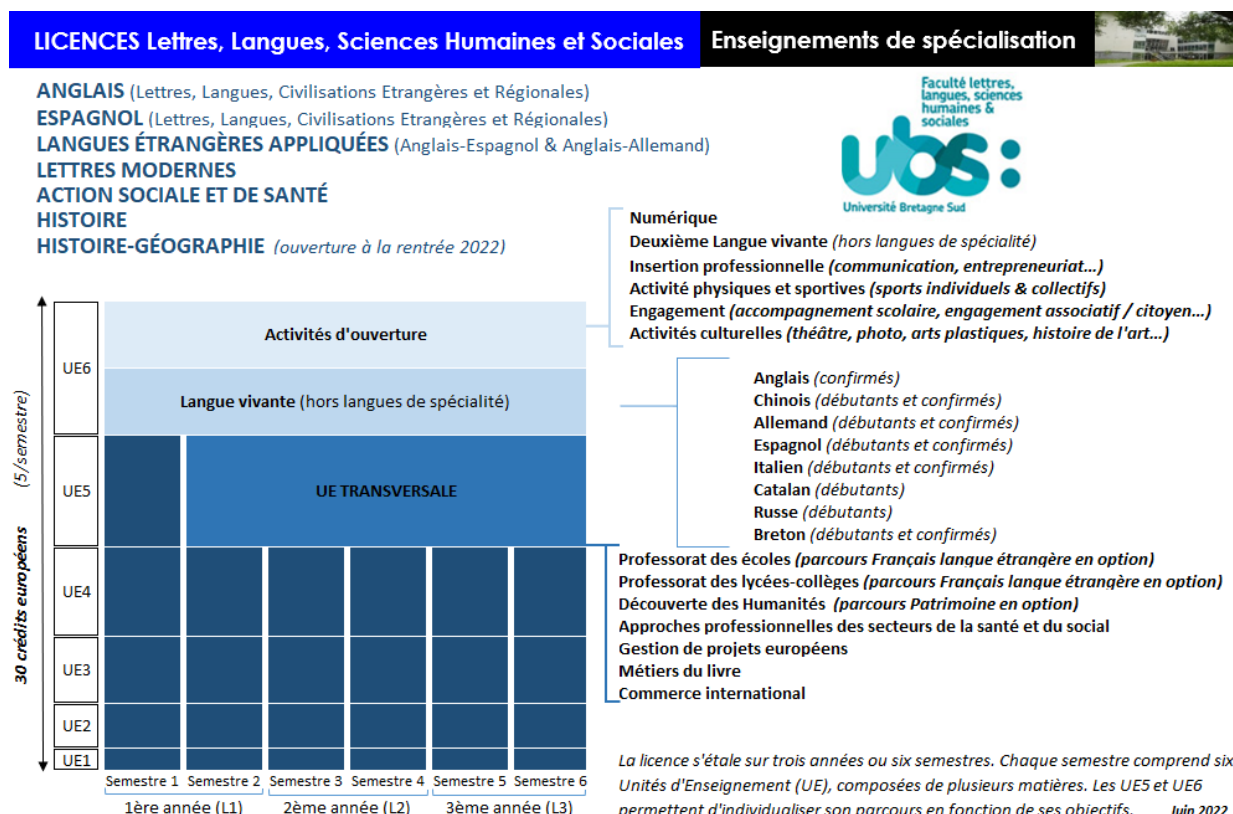 LICENCES Lettres, Langues, Sciences Humaines et Sociales
Enseignements de spécialisation
ANGLAIS (Lettres, Langues, Civilisations Etrangères et Régionales)
ESPAGNOL (Lettres, Langues, Civilisations Etrangères et Régionales)
LANGUES ÉTRANGÈRES APPLIQUÉES (Anglais-Espagnol & Anglais-Allemand)
LETTRES MODERNES
ACTION SOCIALE ET DE SANTÉ
HISTOIRE
HISTOIRE-GÉOGRAPHIE (ouverture à la rentrée 2022)
Faculté lettres,
langues, sciences
humaines &
sociales
ubs:
Université Bretagne Sud
Numérique
Deuxième Langue vivante (hors langues de spécialité)
Insertion professionnelle (communication, entrepreneuriat...)
Activité physiques et sportives (sports individuels & collectifs)
Engagement (accompagnement scolaire, engagement associatif / citoyen...)
Activités culturelles (théâtre, photo, arts plastiques, histoire de l'art...)
30 crédits européens (5/semestre)
UE6
Activités d'ouverture
Langue vivante (hors langues de spécialité)
Anglais (confirmés)
Chinois (débutants et confirmés)
Allemand (débutants et confirmés)
Espagnol (débutants et confirmés)
Italien (débutants et confirmés)
Catalan (débutants)
Russe (débutants)
Breton (débutants et confirmés)
UE5
UE TRANSVERSALE
Professorat des écoles (parcours Français langue étrangère en option)
Professorat des lycées-collèges (parcours Français langue étrangère en option)
Découverte des Humanités (parcours Patrimoine en option)
Approches professionnelles des secteurs de la santé et du social
Gestion de projets européens
Métiers du livre
Commerce international
UE4
UE3
UE2
UE1
Semestre 1 Semestre 2 Semestre 3 Semestre 4 Semestre 5 Semestre 6
1ère année (L1) 2ème année (L2) 3ème année (L3)
La licence s'étale sur trois années ou six semestres. Chaque semestre comprend six
Unités d'Enseignement (UE), composées de plusieurs matières. Les UE5 et UE6
permettent d'individualiser son parcours en fonction de ses objectifs. Juin 2022